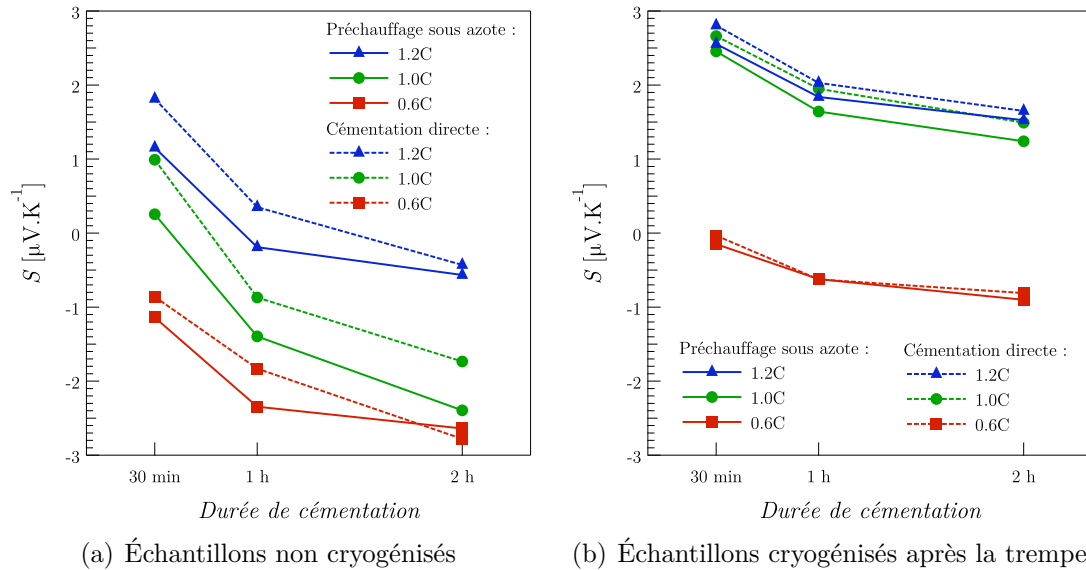 3
2
1
0
-1
-2
-3
S [µV.K-1]
Préchauffage sous azote :
1.2C
1.0C
0.6C
Cémentation directe :
1.2C
1.0C
0.6C
30 min
1 h
2 h
Durée de cémentation
(a) Échantillons non cryogénisés
3
2
1
0
-1
-2
-3
S [µV.K-1]
Préchauffage sous azote :
1.2C
1.0C
0.6C
Cémentation directe :
1.2C
1.0C
0.6C
30 min
1 h
2 h
Durée de cémentation
(b) Échantillons cryogénisés après la trempe